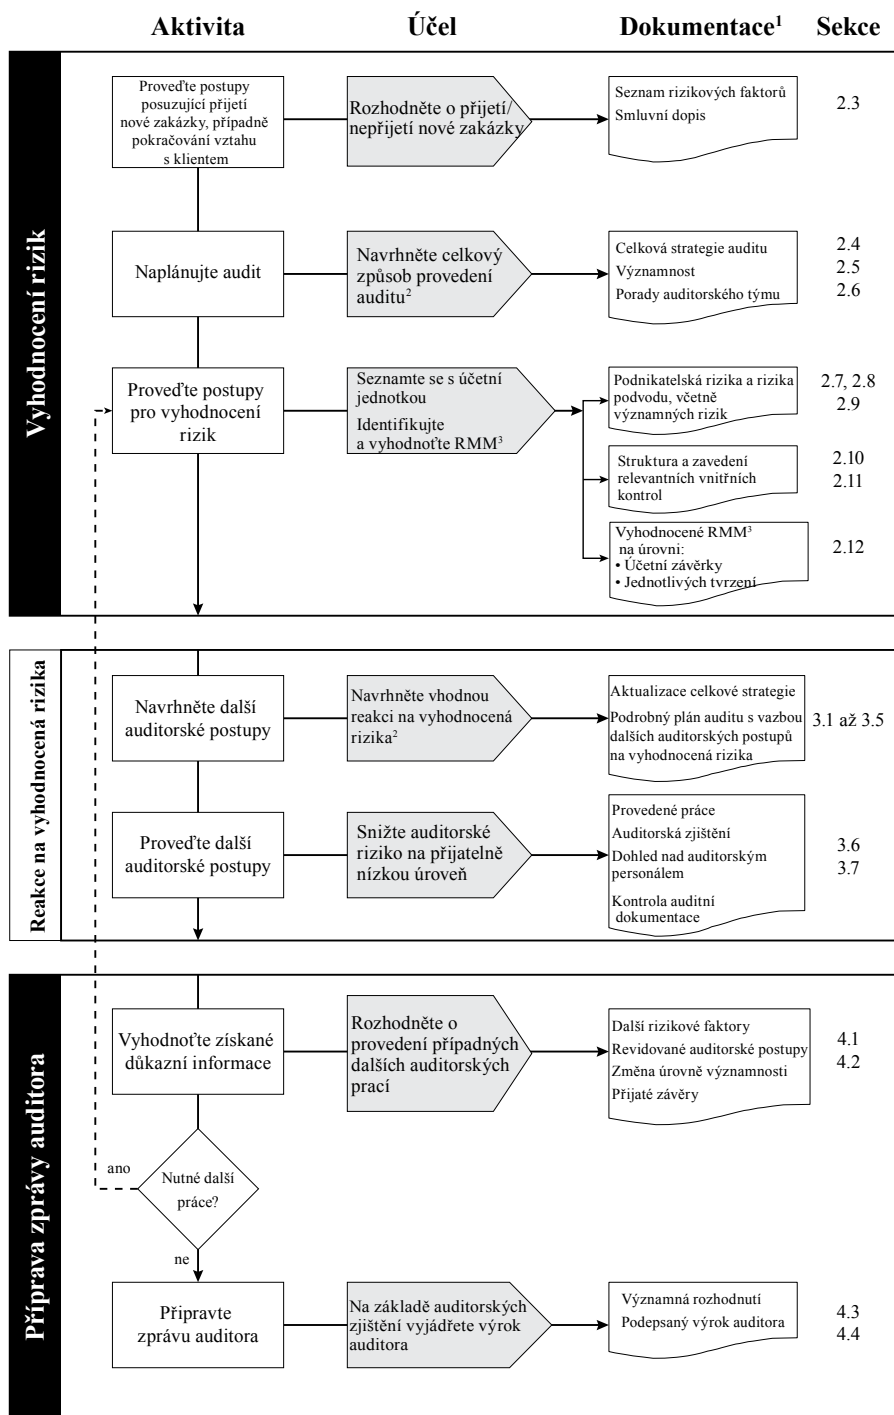 Aktivita
Účel
Dokumentace¹
Sekce
Vyhodnocení rizik
Proveďte postupy
posuzující přijetí
nové zakázky, případně
pokračování vztahu
s klientem
Rozhodněte o přijetí/
nepřijetí nové zakázky
Seznam rizikových faktorů
Smluvní dopis
2.3
Naplánujte audit
Navrhněte celkový
způsob provedení
auditu²
Celková strategie auditu
Významnost
Porady auditorského týmu
2.4
2.5
2.6
Proveďte postupy
pro vyhodnocení
rizik
Seznamte se s účetní
jednotkou
Identifikujte
a vyhodnoťte RMM³
Podnikatelská rizika a rizika
podvodu, včetně
významných rizik
2.7, 2.8
2.9
Struktura a zavedení
relevantních vnitřních
kontrol
2.10
2.11
Vyhodnocené RMM³
na úrovni:
• Účetní závěrky
• Jednotlivých tvrzení
2.12
Reakce na vyhodnocená rizika
Navrhněte další
auditorské postupy
Navrhněte vhodnou
reakci na vyhodnocená
rizika²
Aktualizace celkové strategie
Podrobný plán auditu s vazbou
dalších auditorských postupů
na vyhodnocená rizika
3.1 až 3.5
Proveďte další
auditorské postupy
Snižte auditorské
riziko na přijatelně
nízkou úroveň
Provedené práce
Auditorská zjištění
Dohled nad auditorským
personálem
Kontrola auditní
dokumentace
3.6
3.7
Příprava zprávy auditora
Vyhodnoťte získané
důkazní informace
Rozhodněte o
provedení případných
dalších auditorských
prací
Další rizikové faktory
Revidované auditorské postupy
Změna úrovně významnosti
Přijaté závěry
4.1
4.2
ano
Nutné další
práce?
ne
Připravte
zprávu auditora
Na základě auditorských
zjištění vyjádřete výrok
auditora
Významná rozhodnutí
Podepsaný výrok auditora
4.3
4.4